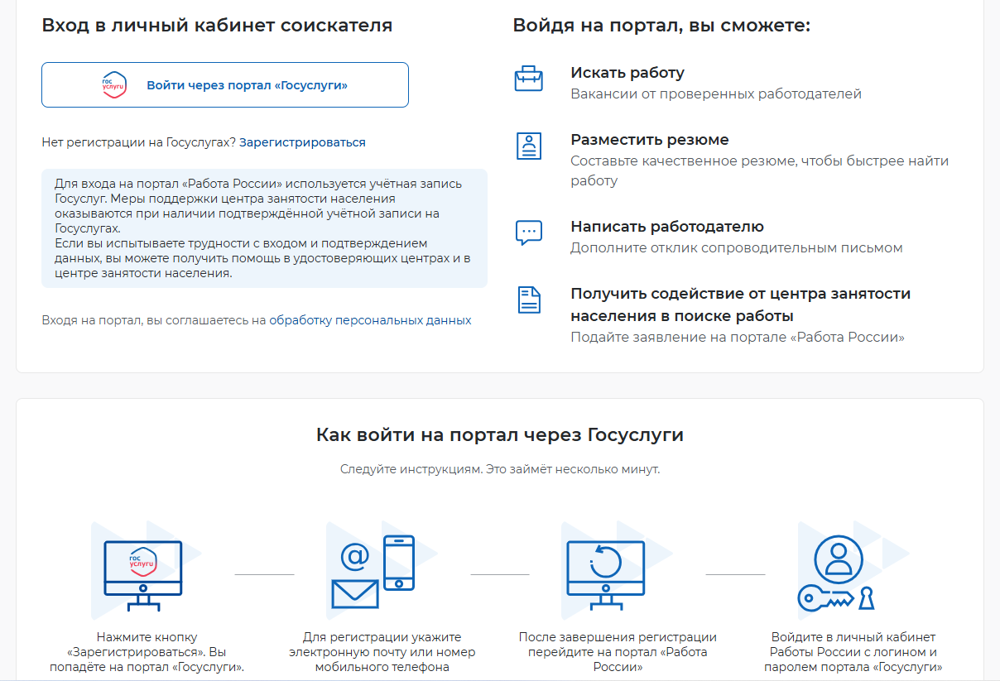 Вход в личный кабинет соискателя
гос
услуги
Войти через портал «Госуслуги»
Нет регистрации на Госуслугах? Зарегистрироваться
Для входа на портал «Работа России» используется учётная запись
Госуслуг. Меры поддержки центра занятости населения
оказываются при наличии подтверждённой учётной записи на
Госуслугах.
Если вы испытываете трудности с входом и подтверждением
данных, вы можете получить помощь в удостоверяющих центрах и в
центре занятости населения.
Входя на портал, вы соглашаетесь на обработку персональных данных
Войдя на портал, вы сможете:
Искать работу
Вакансии от проверенных работодателей
Разместить резюме
Составьте качественное резюме, чтобы быстрее найти
работу
Написать работодателю
Дополните отклик сопроводительным письмом
Получить содействие от центра занятости
населения в поиске работы
Подайте заявление на портале «Работа России»
Как войти на портал через Госуслуги
Следуйте инструкциям. Это займёт несколько минут.
гос
услуги
Нажмите кнопку
«Зарегистрироваться». Вы
попадёте на портал «Госуслуги».
@
Для регистрации укажите
электронную почту или номер
мобильного телефона
После завершения регистрации
перейдите на портал «Работа
России»
Войдите в личный кабинет
Работы России с логином и
паролем портала «Госуслуги»